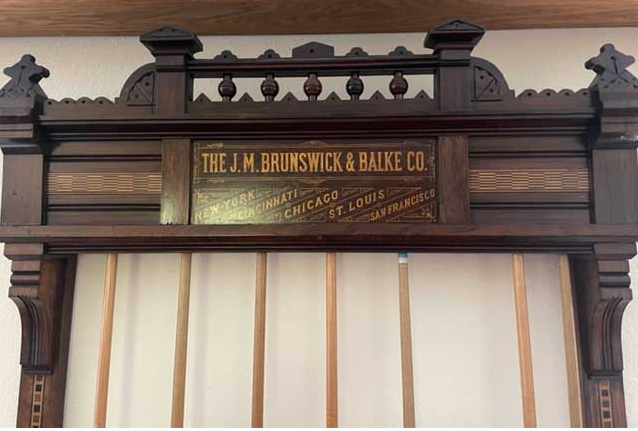 THE J. M. BRUNSWICK & BALKE CO.
NEW YORK CINCINNATI CHICAGO ST. LOUIS SAN FRANCISCO